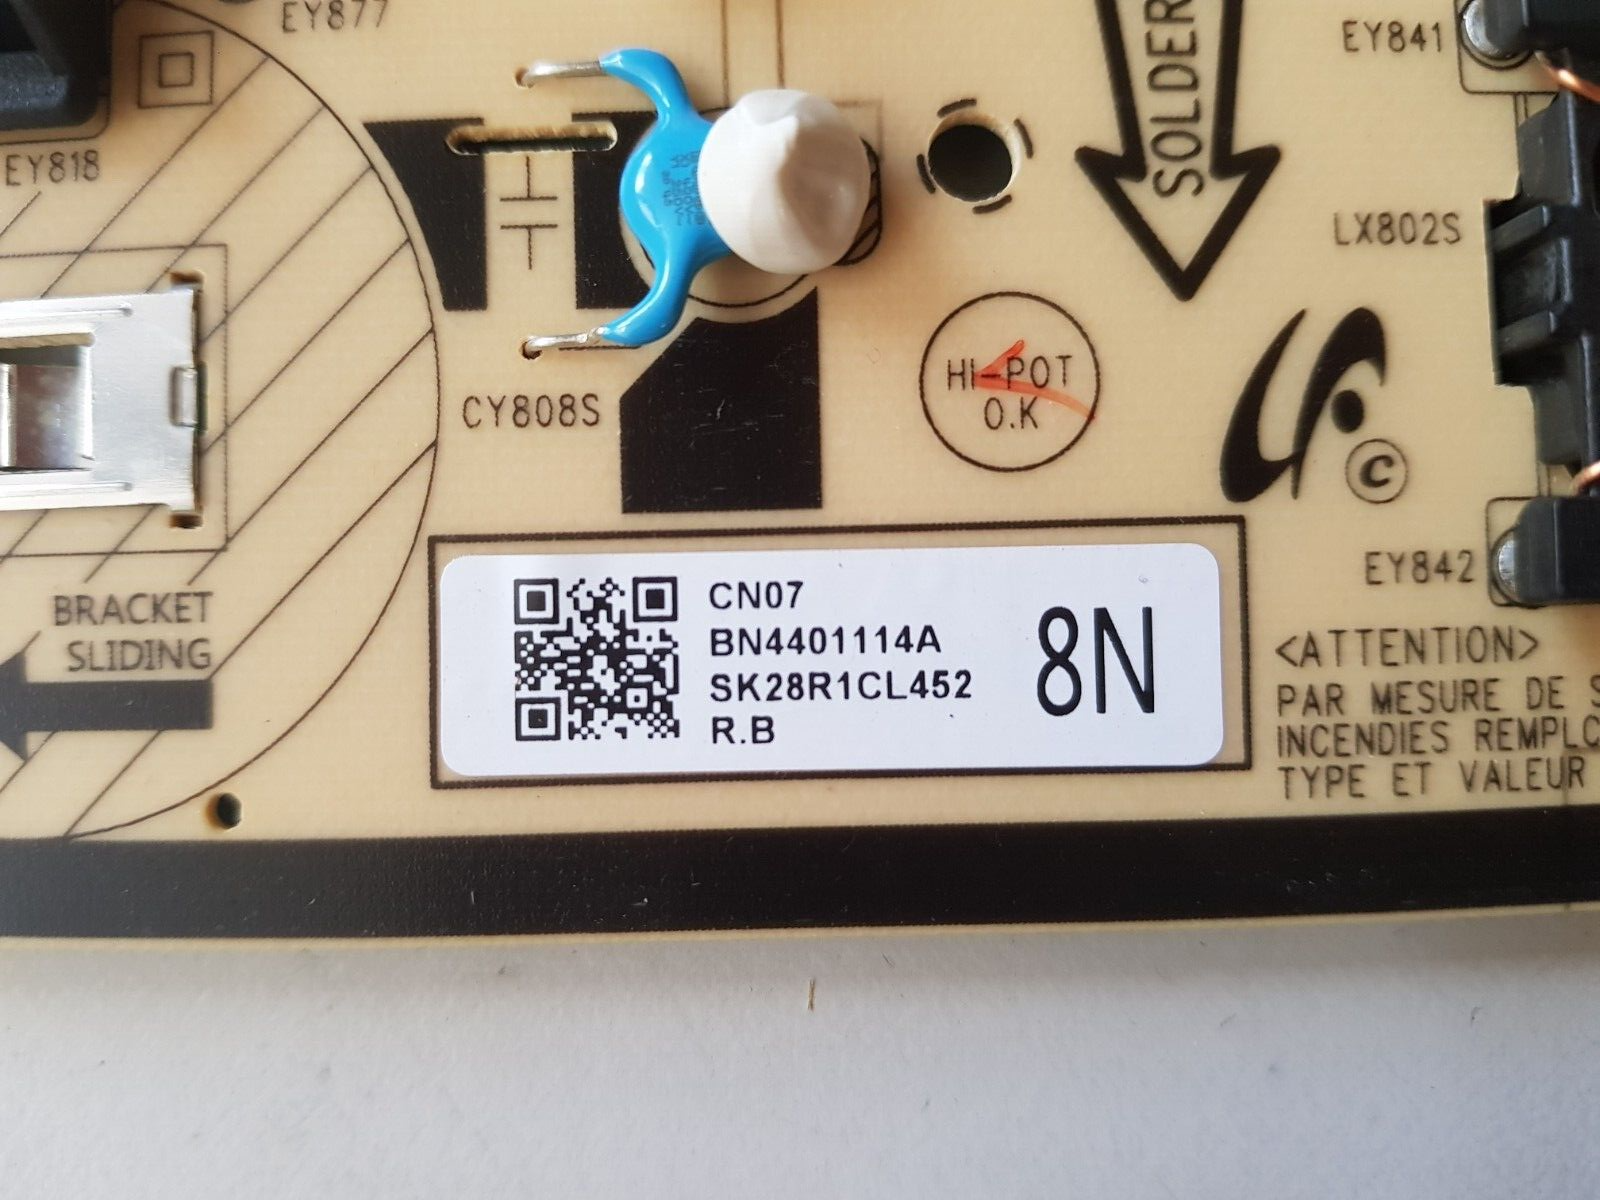 EY877
EY841
SOLDER
EY818
LX802S
HI-POT
O.K
CY808S
©
EY842
BRACKET
SLIDING
CN07
BN4401114A
SK28R1CL452
R.B
8N
<ATTENTION>
PAR MESURE DE S
INCENDIES REMPLC
TYPE ET VALEUR